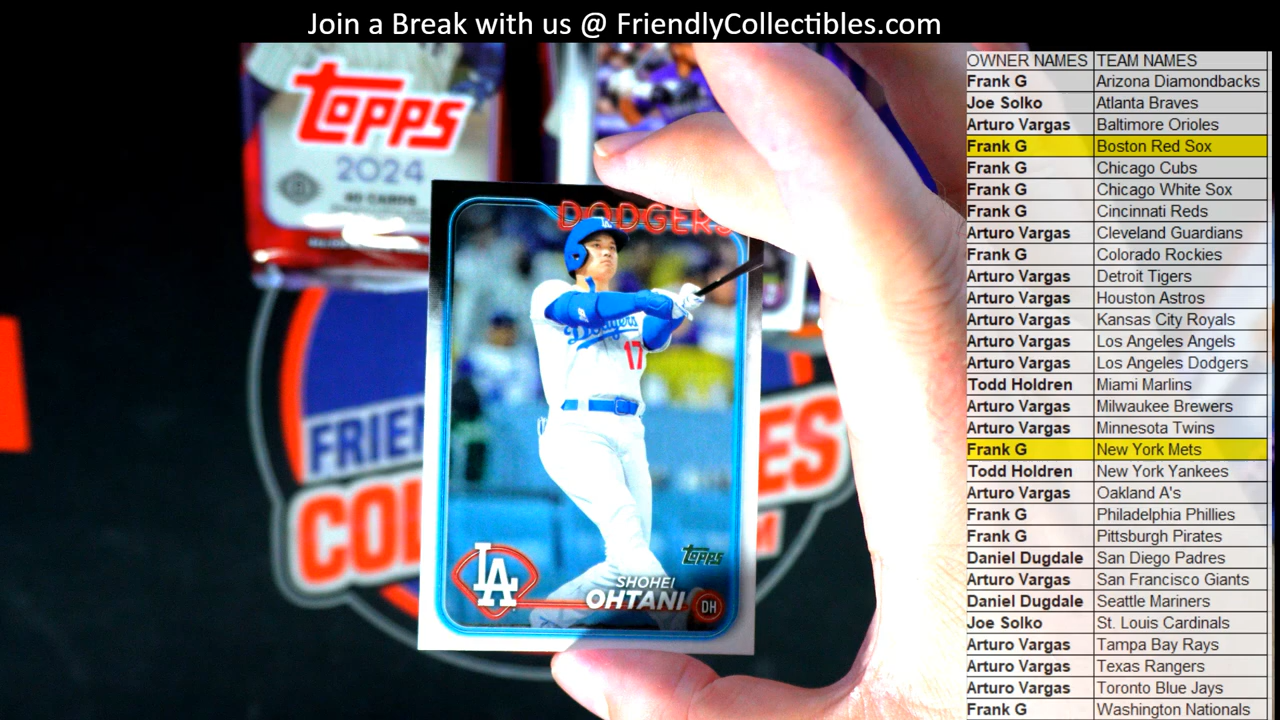 Join a Break with us @ FriendlyCollectibles.com
TOPPS
2024
DODGERS
Dodgers
17
LA
TOPPS
SHOHEI
OHTANI
DH
OWNER NAMES TEAM NAMES
Frank G Arizona Diamondbacks
Joe Solko Atlanta Braves
Arturo Vargas Baltimore Orioles
Frank G Boston Red Sox
Frank G Chicago Cubs
Frank G Chicago White Sox
Frank G Cincinnati Reds
Arturo Vargas Cleveland Guardians
Frank G Colorado Rockies
Arturo Vargas Detroit Tigers
Arturo Vargas Houston Astros
Arturo Vargas Kansas City Royals
Arturo Vargas Los Angeles Angels
Arturo Vargas Los Angeles Dodgers
Todd Holdren Miami Marlins
Arturo Vargas Milwaukee Brewers
Arturo Vargas Minnesota Twins
Frank G New York Mets
Todd Holdren New York Yankees
Arturo Vargas Oakland A's
Frank G Philadelphia Phillies
Frank G Pittsburgh Pirates
Daniel Dugdale San Diego Padres
Arturo Vargas San Francisco Giants
Daniel Dugdale Seattle Mariners
Joe Solko St. Louis Cardinals
Arturo Vargas Tampa Bay Rays
Arturo Vargas Texas Rangers
Arturo Vargas Toronto Blue Jays
Frank G Washington Nationals